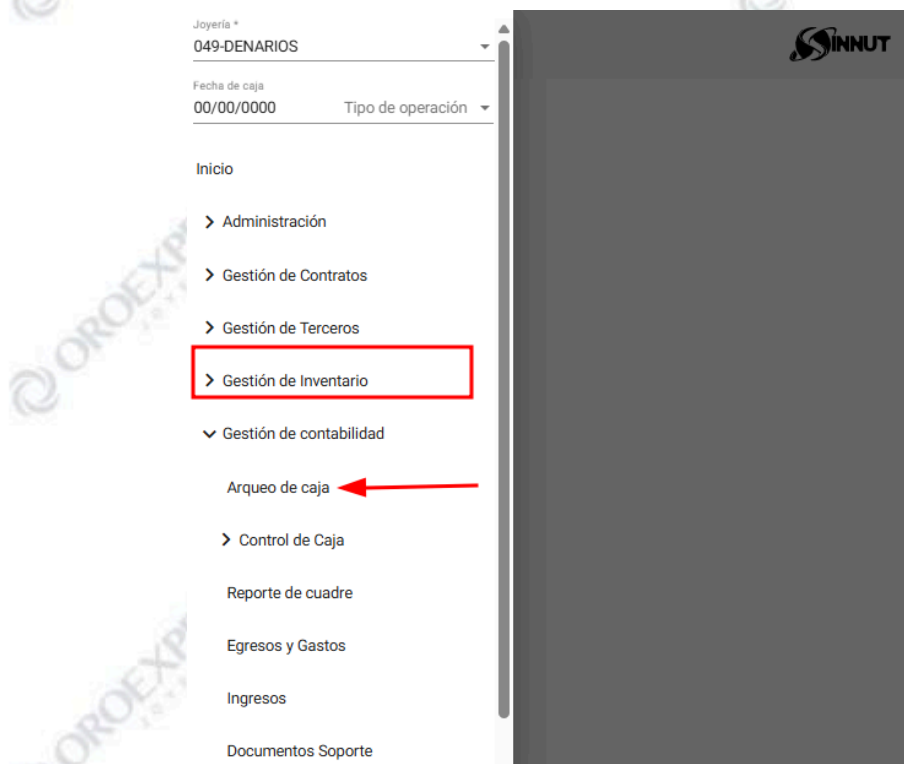 Joyería *
049-DENARIOS
SINNUT
Fecha de caja
00/00/0000 Tipo de operación
Inicio
Administración
Gestión de Contratos
Gestión de Terceros
Gestión de Inventario
Gestión de contabilidad
Arqueo de caja
Control de Caja
Reporte de cuadre
Egresos y Gastos
Ingresos
Documentos Soporte
OROEXP
OROEXP